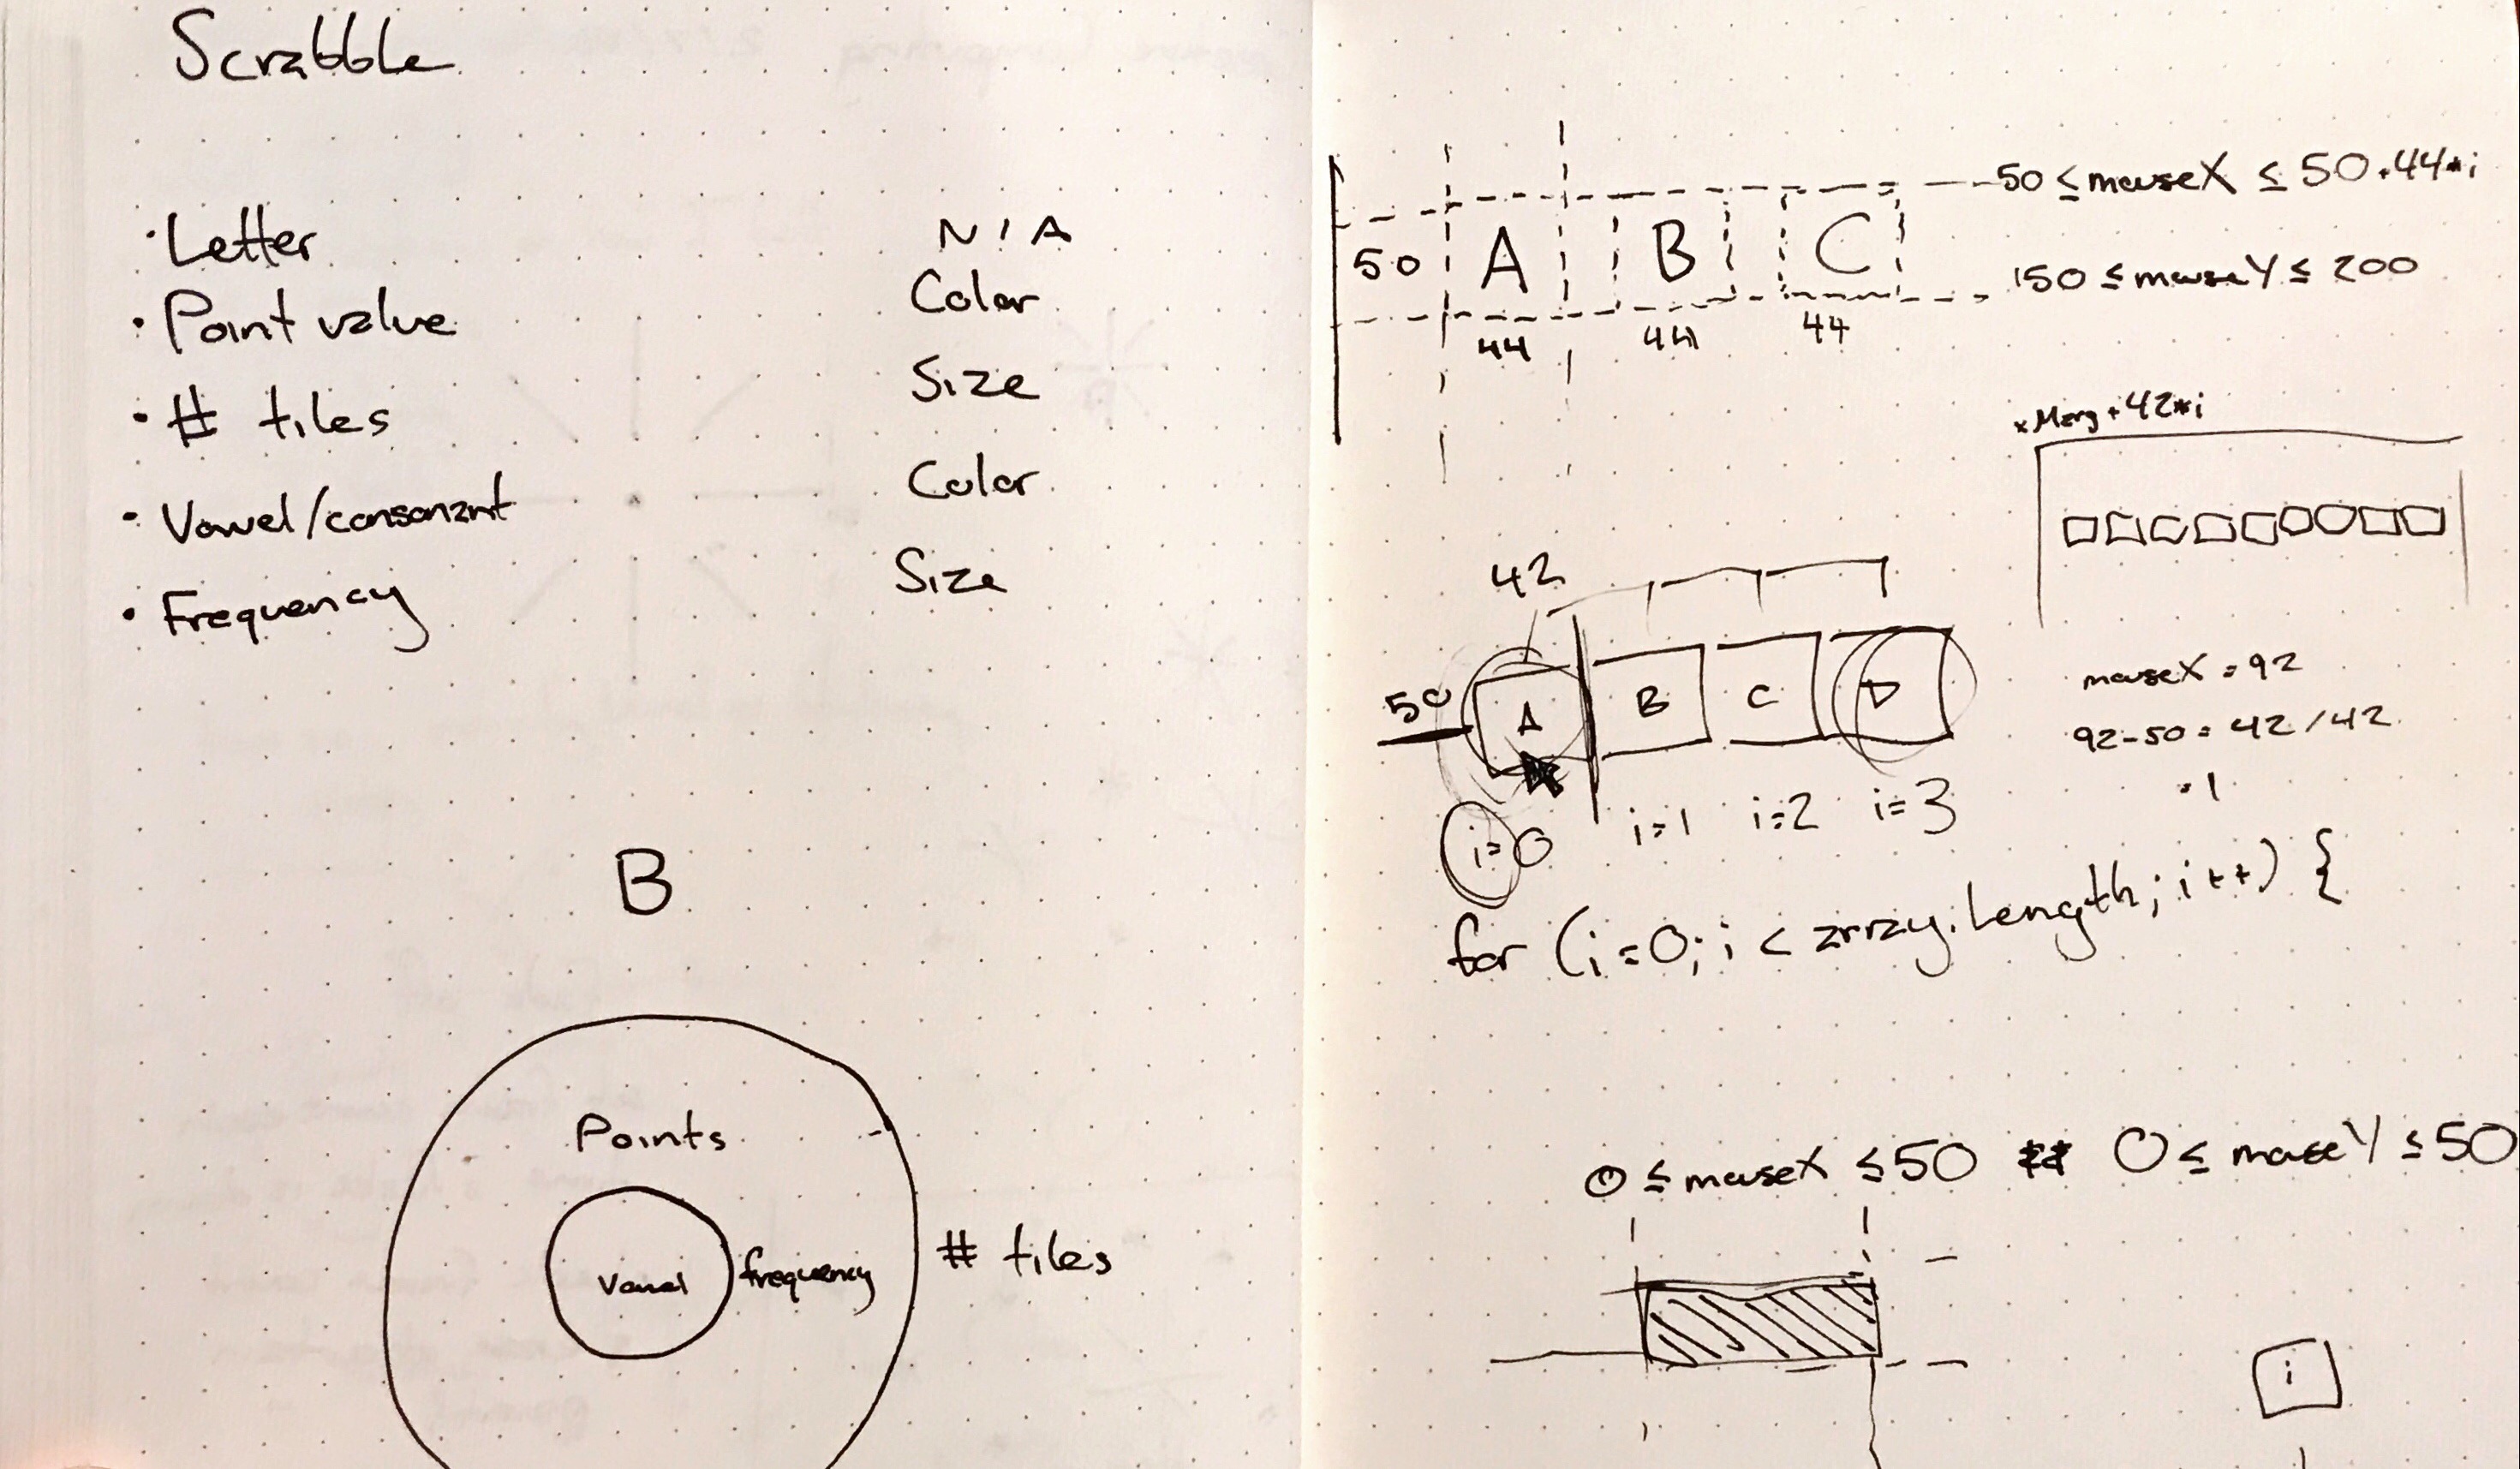 Scrabble
· Letter N/A
· Point value Color
· # tiles Size
· Vowel/consonant Color
· Frequency Size
B
Points
Vowel frequency # tiles
50 ≤ mouseX ≤ 50+44*i
50 A B C
150 ≤ mouseY ≤ 200
44 44 44
xMarg+42*i
42
50 A B C D
mouseX = 92
92-50 = 42/42
= 1
i=0 i=1 i=2 i=3
for (i=0; i < array.length; i++) {
0 ≤ mouseX ≤ 50 && 0 ≤ mouseY ≤ 50
i